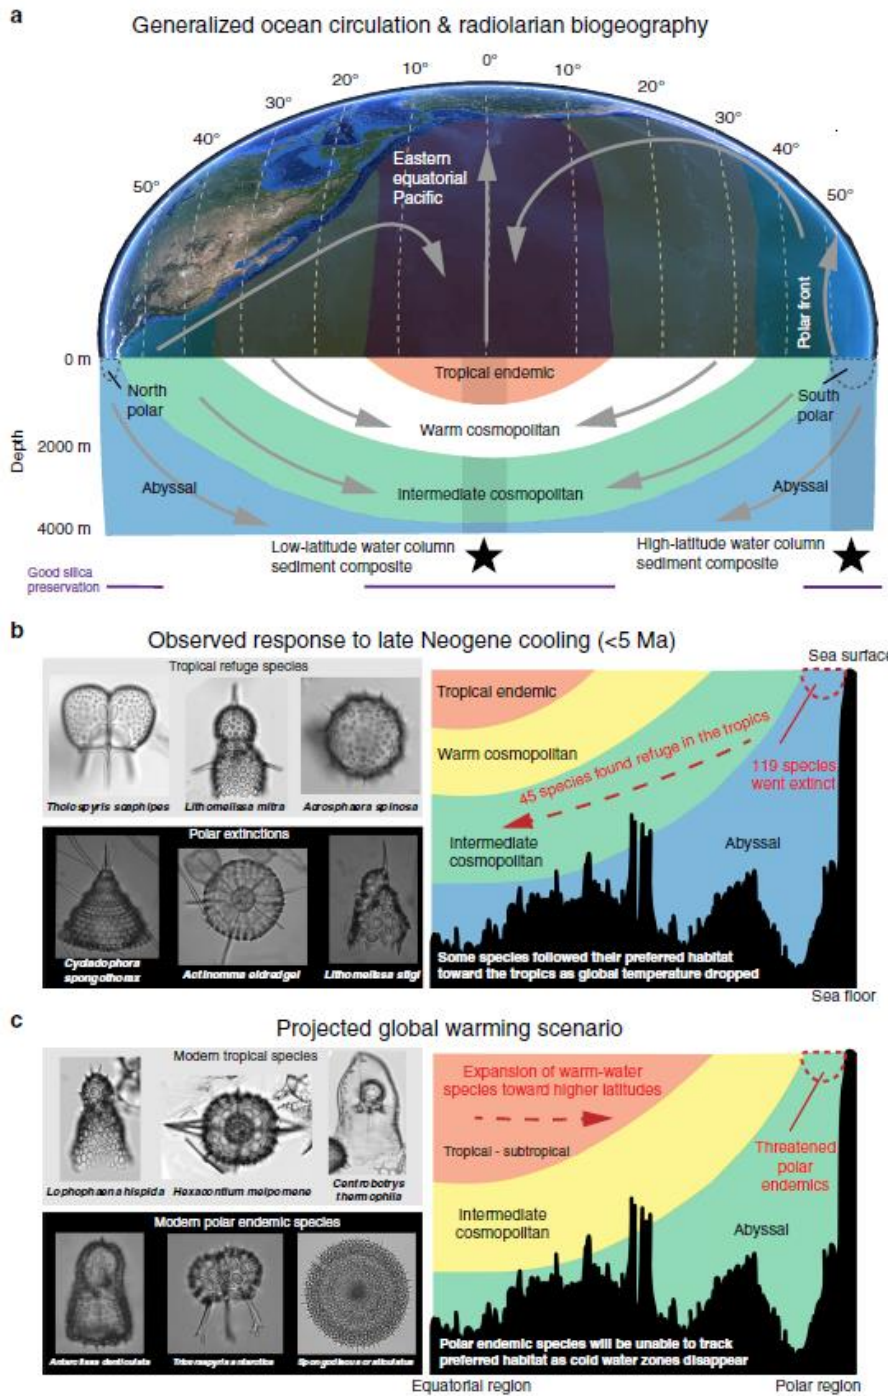 a
Generalized ocean circulation & radiolarian biogeography
0°
10°
10°
20°
20°
30°
30°
40°
40°
50°
50°
Eastern
equatorial
Pacific
Polar front
0 m
2000 m
4000 m
Depth
North
polar
South
polar
Tropical endemic
Warm cosmopolitan
Intermediate cosmopolitan
Abyssal
Abyssal
Low-latitude water column
sediment composite
High-latitude water column
sediment composite
Good silica
preservation
b
Observed response to late Neogene cooling (<5 Ma)
Tropical refuge species
Tholospyris scaphipes
Lithomelissa mitra
Acrosphaera spinosa
Polar extinctions
Cycladophora
spongothorax
Actinomma eldredgei
Lithomelissa stigi
Sea surface
Tropical endemic
Warm cosmopolitan
45 species found refuge in the tropics
119 species
went extinct
Intermediate
cosmopolitan
Abyssal
Some species followed their preferred habitat
toward the tropics as global temperature dropped
Sea floor
c
Projected global warming scenario
Modern tropical species
Lophophaena hispida
Hexacontium melpomene
Centrobotrys
thermophila
Modern polar endemic species
Antarctissa denticulata
Triceraspyris antarctica
Expansion of warm-water
species toward higher latitudes
Tropical - subtropical
Threatened
polar
endemics
Intermediate
cosmopolitan
Abyssal
Polar endemic species will be unable to track
preferred habitat as cold water zones disappear
Equatorial region
Polar region